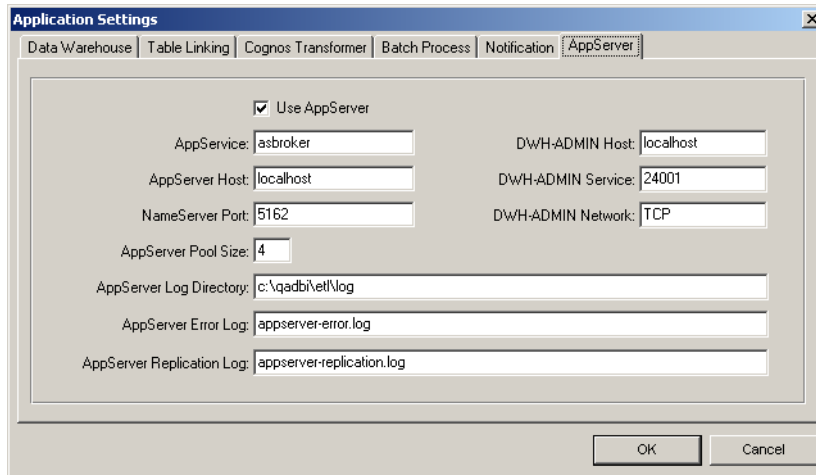 Application Settings
Data Warehouse Table Linking Cognos Transformer Batch Process Notification AppServer
Use AppServer
AppService: asbroker DWH-ADMIN Host: localhost
AppServer Host: localhost DWH-ADMIN Service: 24001
NameServer Port: 5162 DWH-ADMIN Network: TCP
AppServer Pool Size: 4
AppServer Log Directory: c:\qadbi\etl\log
AppServer Error Log: appserver-error.log
AppServer Replication Log: appserver-replication.log
OK Cancel